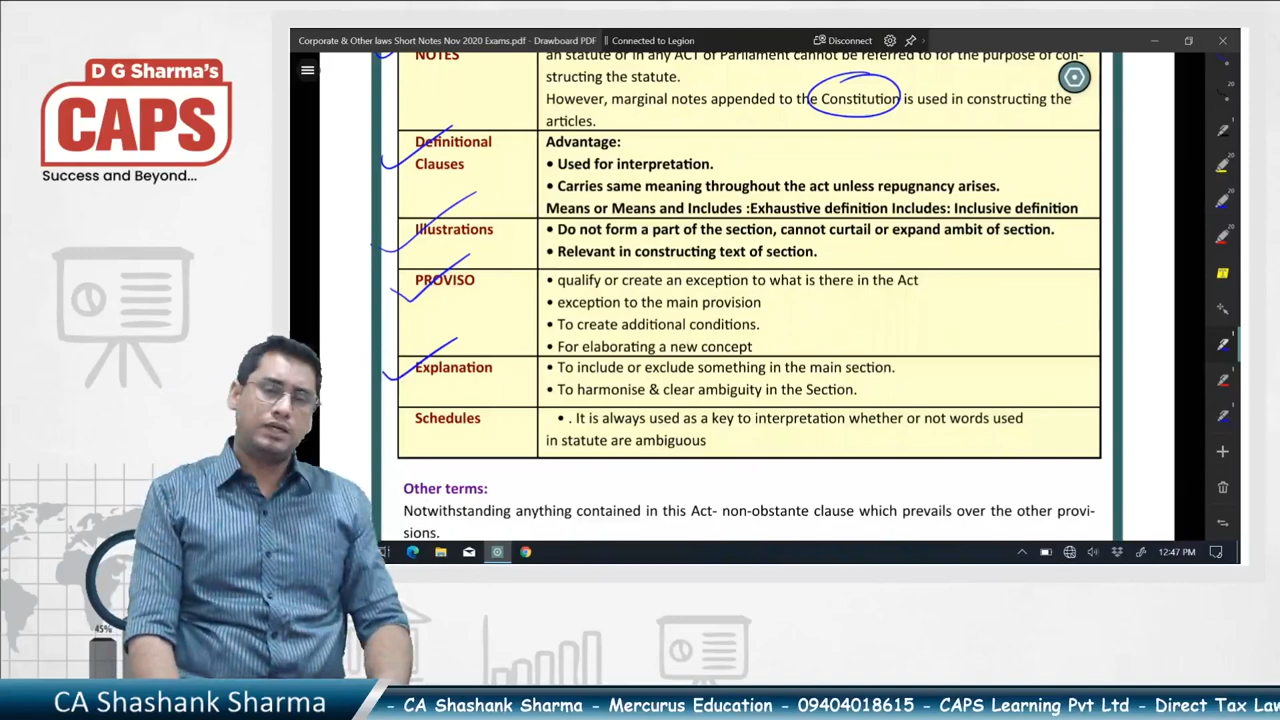 D G Sharma's
CAPS
Success and Beyond...
Corporate & Other laws Short Notes Nov 2020 Exams.pdf - Drawboard PDF
Connected to Legion
Disconnect
NOTES
an statute or in any ACT of Parliament cannot be referred to for the purpose of con-
structing the statute.
However, marginal notes appended to the Constitution is used in constructing the
articles.
Definitional
Clauses
Advantage:
• Used for interpretation.
• Carries same meaning throughout the act unless repugnancy arises.
Means or Means and Includes :Exhaustive definition Includes: Inclusive definition
Illustrations
• Do not form a part of the section, cannot curtail or expand ambit of section.
• Relevant in constructing text of section.
PROVISO
• qualify or create an exception to what is there in the Act
• exception to the main provision
• To create additional conditions.
• For elaborating a new concept
Explanation
• To include or exclude something in the main section.
• To harmonise & clear ambiguity in the Section.
Schedules
• . It is always used as a key to interpretation whether or not words used
in statute are ambiguous
Other terms:
Notwithstanding anything contained in this Act- non-obstante clause which prevails over the other provi-
sions.
20
20
20
20
20
1
1
1
12:47 PM
45%
CA Shashank Sharma
- CA Shashank Sharma - Mercurus Education - 09404018615 - CAPS Learning Pvt Ltd - Direct Tax Law